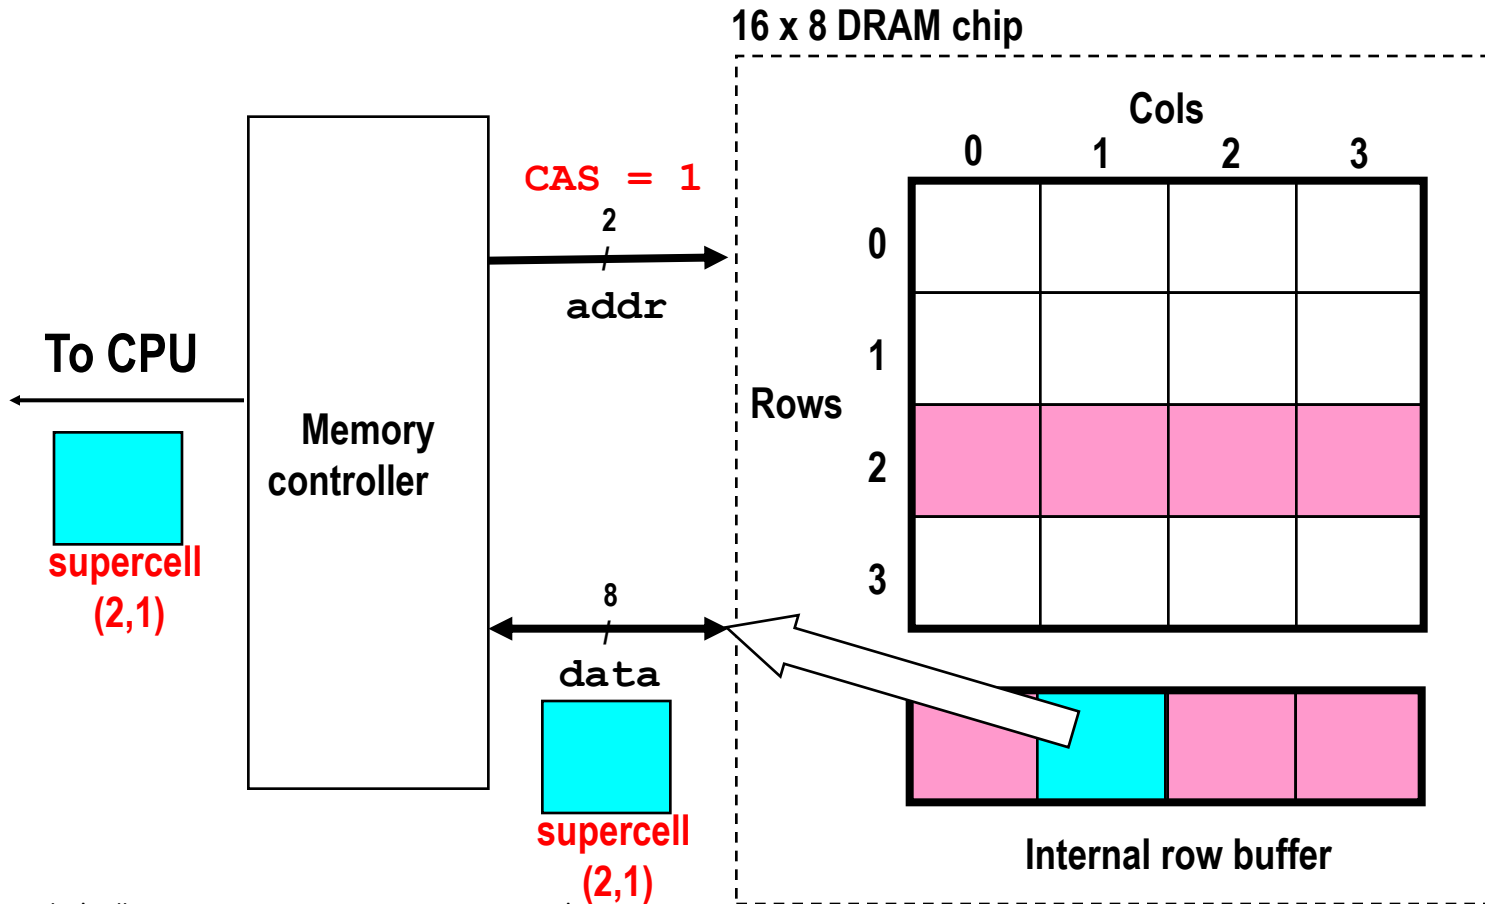 16 x 8 DRAM chip
Cols
0 1 2 3
CAS = 1
2
addr
0
1
Rows
2
3
To CPU
Memory
controller
supercell
(2,1)
8
data
supercell
(2,1)
Internal row buffer